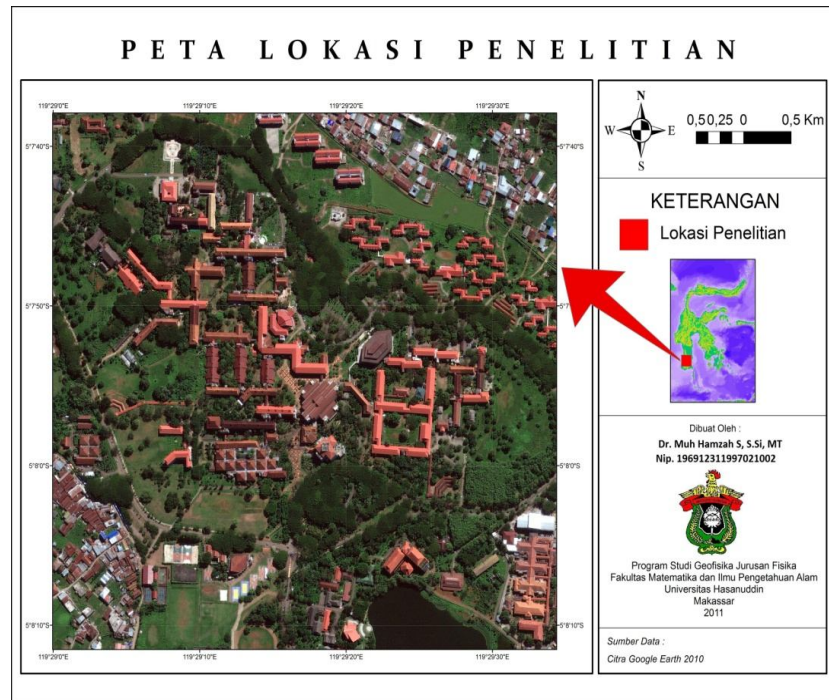 PETA LOKASI PENELITIAN
119°29'0"E 119°29'10"E 119°29'20"E 119°29'30"E
5°7'40"S 5°7'40"S
5°7'50"S 5°7'50"S
5°8'0"S 5°8'0"S
5°8'10"S 5°8'10"S
119°29'0"E 119°29'10"E 119°29'20"E 119°29'30"E
N
W E
S
0,5 0,25 0 0,5 Km
KETERANGAN
Lokasi Penelitian
Dibuat Oleh :
Dr. Muh Hamzah S, S.Si, MT
Nip. 196912311997021002
Program Studi Geofisika Jurusan Fisika
Fakultas Matematika dan Ilmu Pengetahuan Alam
Universitas Hasanuddin
Makassar
2011
Sumber Data :
Citra Google Earth 2010